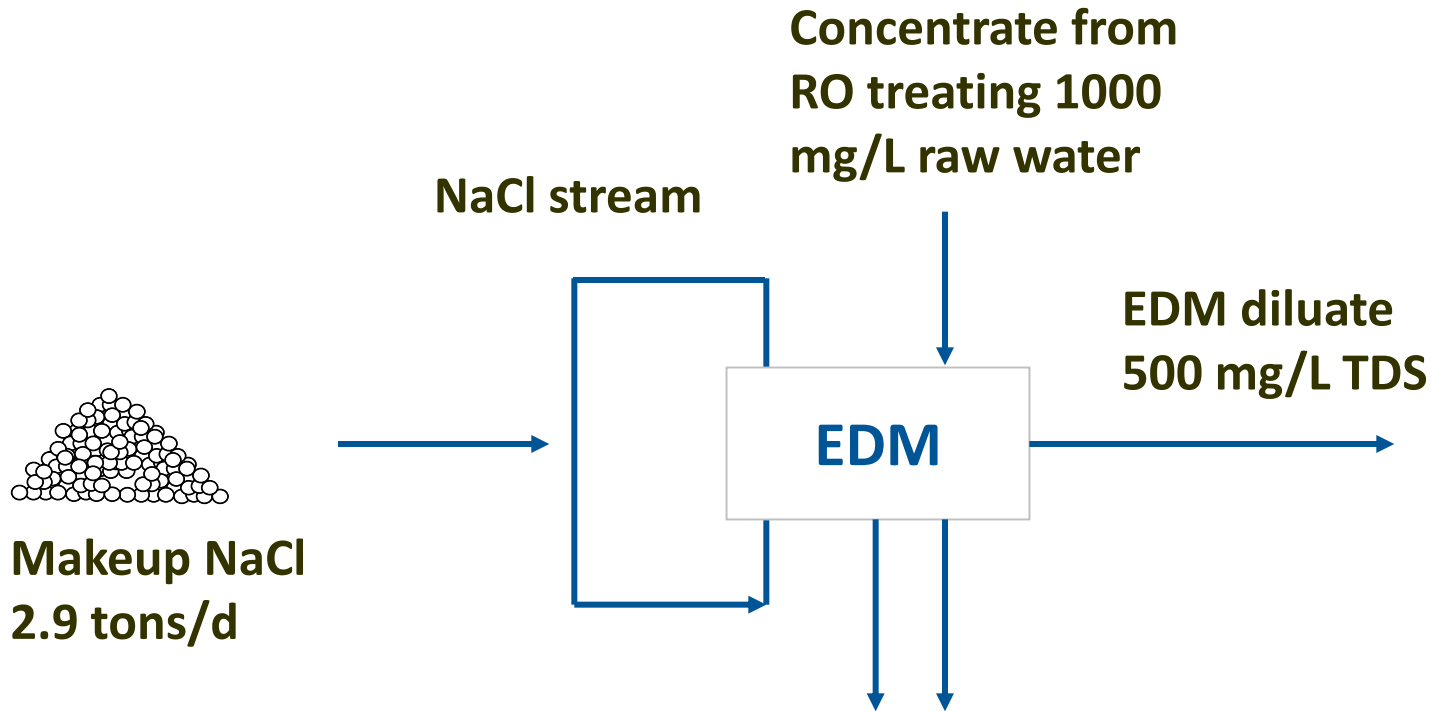 Concentrate from
RO treating 1000
mg/L raw water
NaCl stream
EDM diluate
500 mg/L TDS
EDM
Makeup NaCl
2.9 tons/d